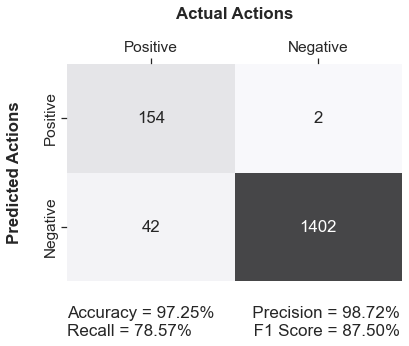 Actual Actions
Positive Negative
Predicted Actions
Positive
154 2
Negative
42 1402
Accuracy = 97.25% Precision = 98.72%
Recall = 78.57% F1 Score = 87.50%